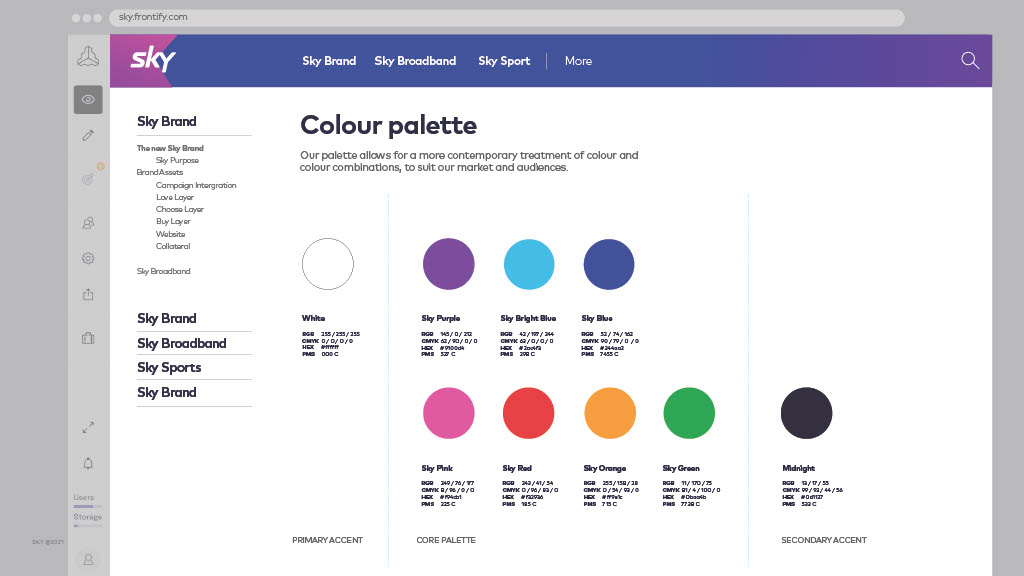 sky.frontify.com
sky
Sky Brand
Sky Broadband
Sky Sport
More
Sky Brand
The new Sky Brand
Sky Purpose
BrandAssets
Campaign Intergration
Love Layer
Choose Layer
Buy Layer
Website
Collateral
Sky Broadband
Sky Brand
Sky Broadband
Sky Sports
Sky Brand
Users
Storage
SKY @2021
Colour palette
Our palette allows for a more contemporary treatment of colour and
colour combinations, to suit our market and audiences.
White
RGB 255 / 255 / 255
CMYK 0 / 0 / 0 / 0
HEX #ffffff
PMS 000 C
Sky Purple
RGB 145 / 0 / 212
CMYK 62 / 90 / 0 / 0
HEX #9100d4
PMS 527 C
Sky Bright Blue
RGB 42 / 197 / 244
CMYK 62 / 0 / 0 / 0
HEX
PMS 298 C
Sky Blue
RGB 52 / 74 / 162
CMYK 90 / 79 / 0 / 0
HEX #344aa2
PMS 7455 C
Sky Pink
RGB 249 / 76 / 177
CMYK 8 / 96 / 0 / 0
HEX #f94cb1
PMS 225 C
Sky Red
RGB 242 / 41 / 54
CMYK 0 / 96 / 83 / 0
HEX #f22936
PMS 185 C
Sky Orange
RGB 255 / 158 / 28
CMYK 0 / 54 / 93 / 0
HEX #ff9e1c
PMS 715 C
Sky Green
RGB 11 / 170 / 75
CMYK 81 / 4 / 100 / 0
HEX #0baa4b
PMS 7738 C
Midnight
RGB 13 / 17 / 55
CMYK 99 / 93 / 44 / 56
HEX #0d1137
PMS 533 C
PRIMARY ACCENT
CORE PALETTE
SECONDARY ACCENT